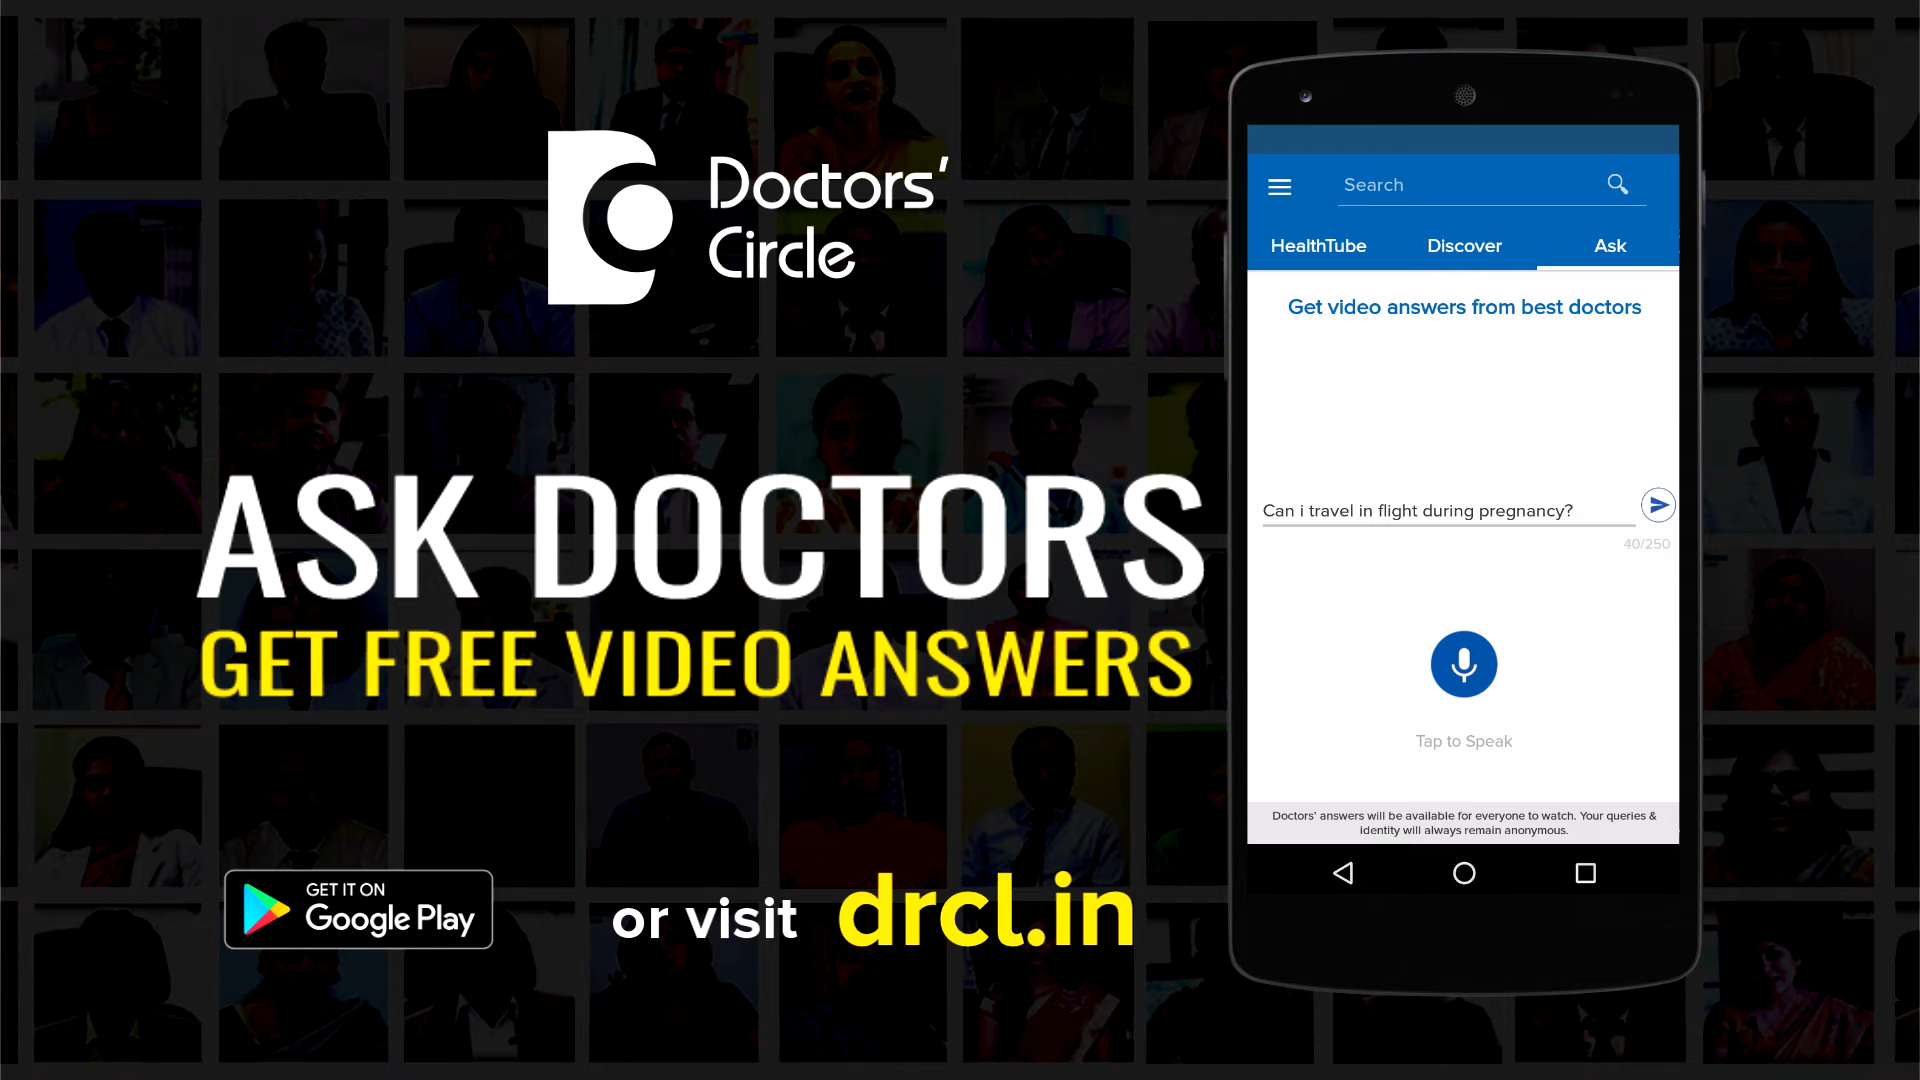 Doctors'
Circle
ASK DOCTORS
GET FREE VIDEO ANSWERS
GET IT ON
Google Play
or visit drcl.in
Search
HealthTube Discover Ask
Get video answers from best doctors
Can i travel in flight during pregnancy?
40/250
Tap to Speak
Doctors' answers will be available for everyone to watch. Your queries &
identity will always remain anonymous.